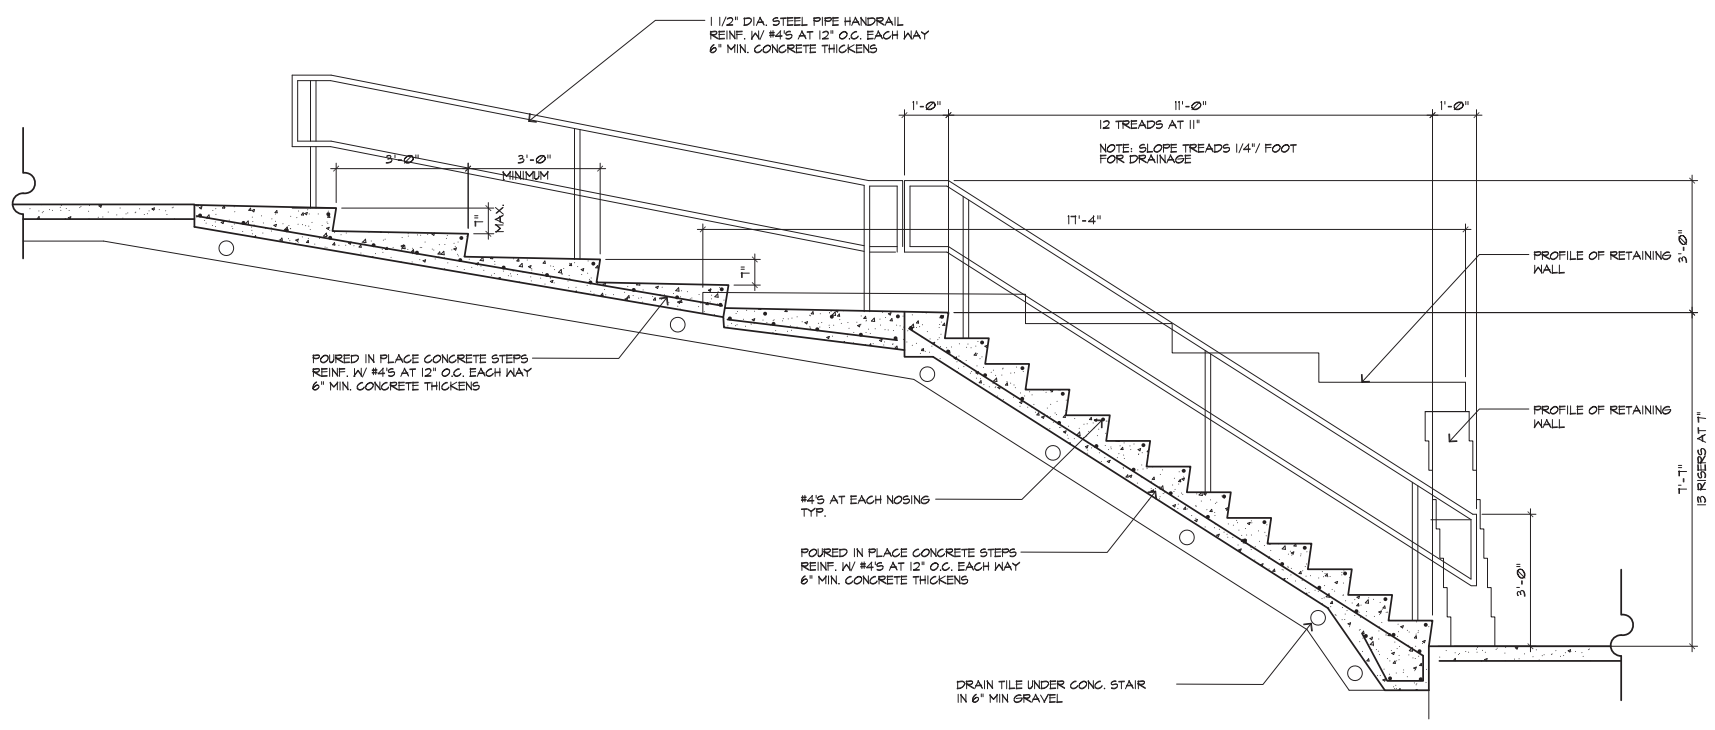 1 1/2" DIA. STEEL PIPE HANDRAIL
REINF. W/ #4'S AT 12" O.C. EACH WAY
6" MIN. CONCRETE THICKENS
1'-0"
11'-0"
1'-0"
12 TREADS AT 11"
NOTE: SLOPE TREADS 1/4"/ FOOT
FOR DRAINAGE
3'-0"
3'-0"
MINIMUM
7"
MAX.
17'-4"
7"
PROFILE OF RETAINING
WALL
3'-0"
POURED IN PLACE CONCRETE STEPS
REINF. W/ #4'S AT 12" O.C. EACH WAY
6" MIN. CONCRETE THICKENS
PROFILE OF RETAINING
WALL
7'-7"
13 RISERS AT 7"
#4'S AT EACH NOSING
TYP.
POURED IN PLACE CONCRETE STEPS
REINF. W/ #4'S AT 12" O.C. EACH WAY
6" MIN. CONCRETE THICKENS
3'-0"
DRAIN TILE UNDER CONC. STAIR
IN 6" MIN GRAVEL